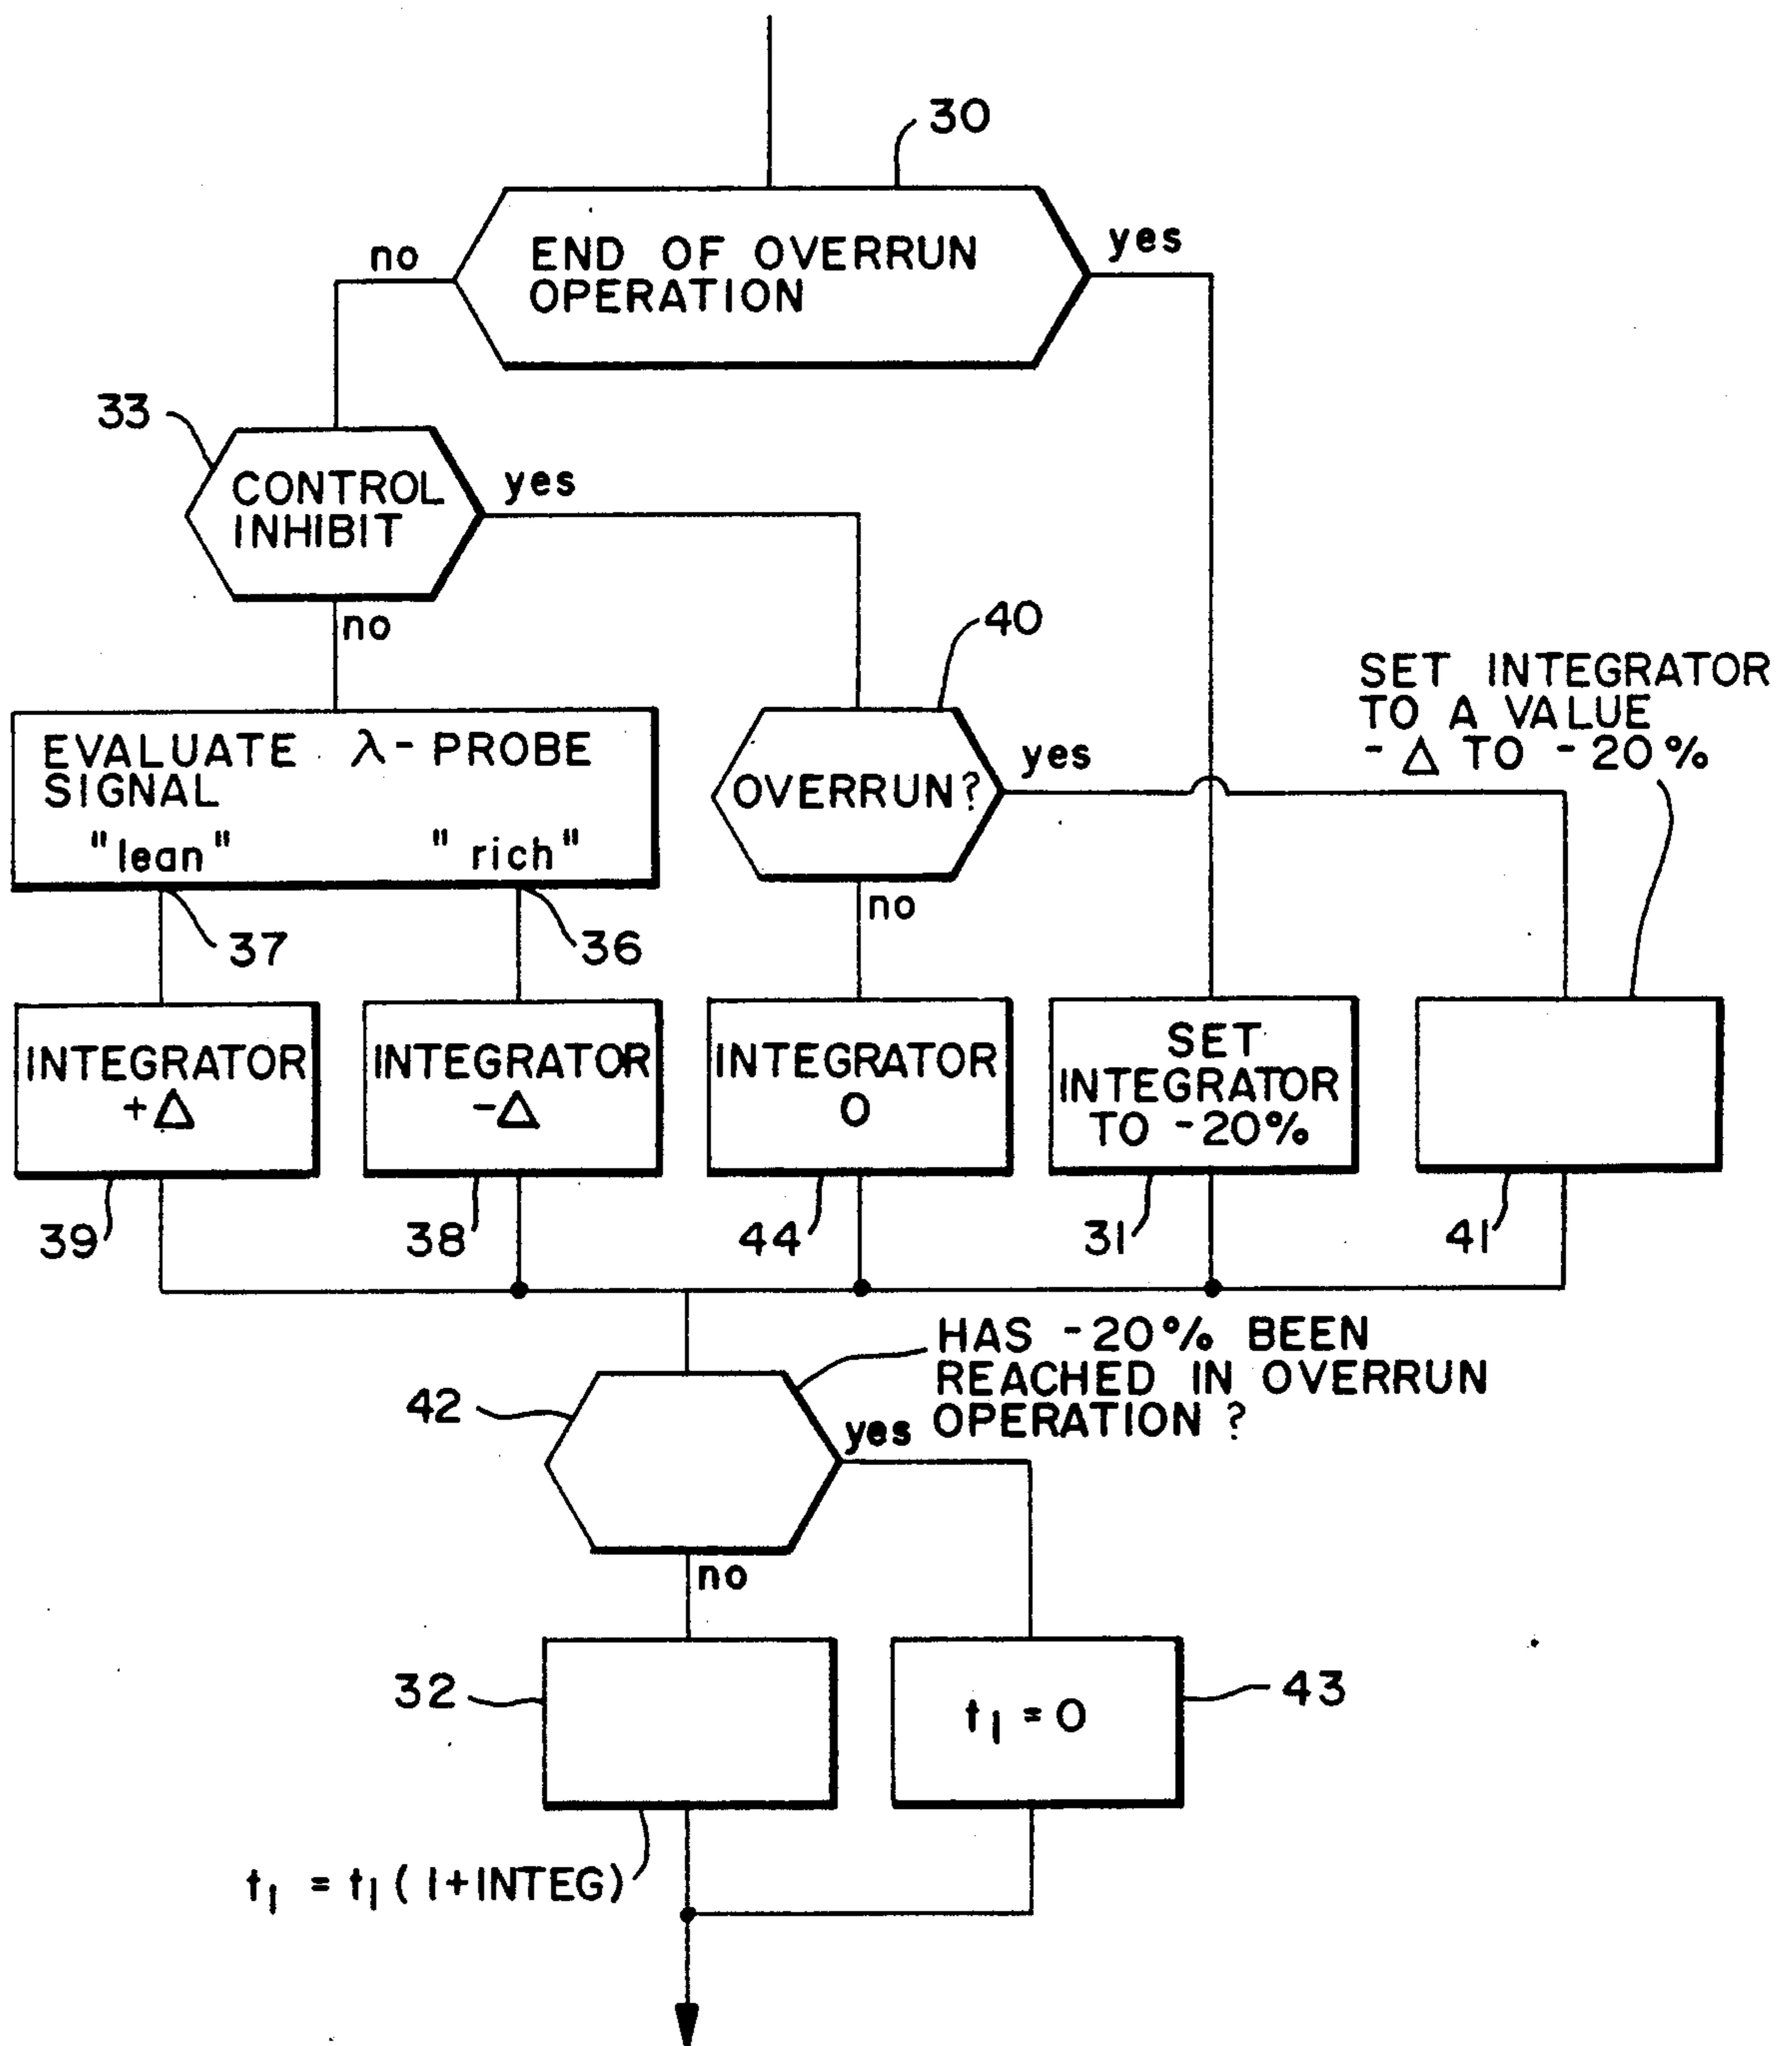 30
no
yes
END OF OVERRUN
OPERATION
33
CONTROL
INHIBIT
yes
no
40
SET INTEGRATOR
TO A VALUE
-Δ TO -20%
EVALUATE λ-PROBE
SIGNAL
"lean" "rich"
OVERRUN?
yes
no
37
36
INTEGRATOR
+Δ
INTEGRATOR
-Δ
INTEGRATOR
0
SET
INTEGRATOR
TO -20%
39
38
44
31
41
HAS -20% BEEN
REACHED IN OVERRUN
OPERATION ?
42
yes
no
32
t₁ = 0
43
t₁ = t₁ (1+INTEG)